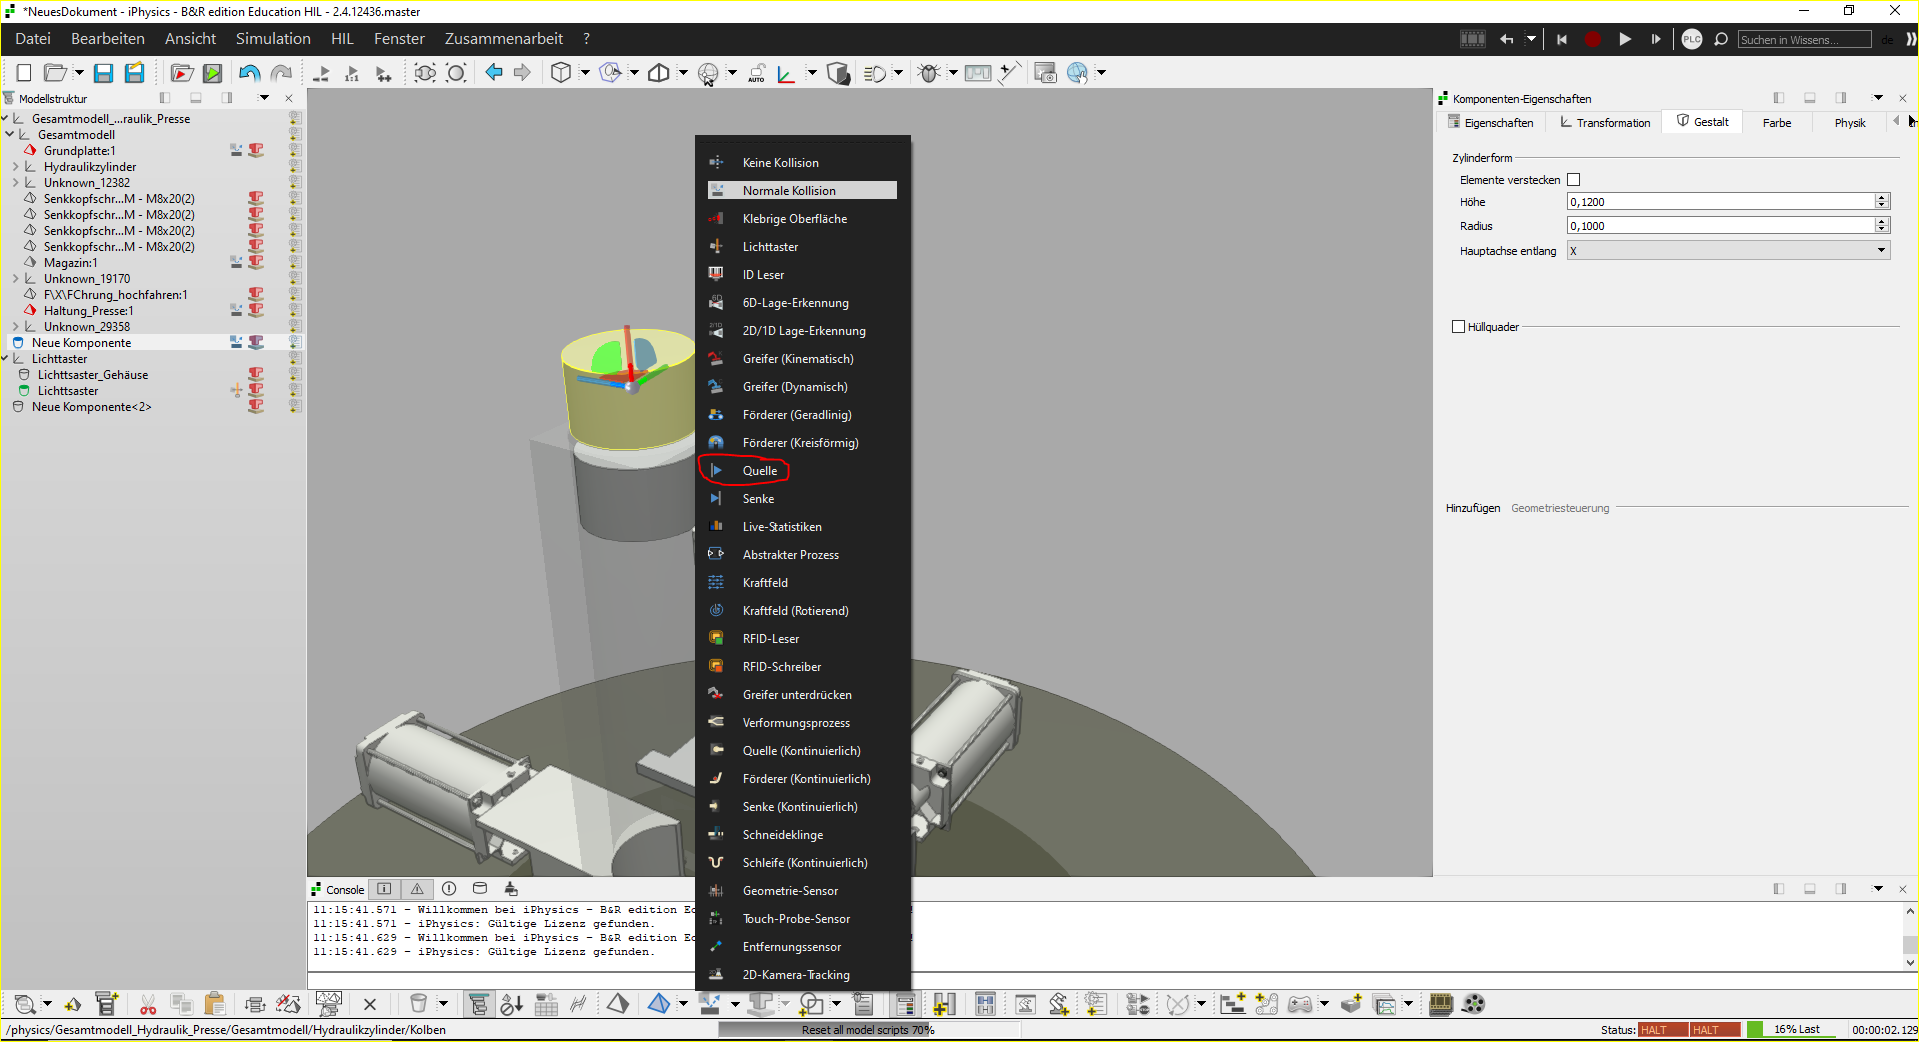 *NeuesDokument - iPhysics - B&R edition Education HIL - 2.4.12436.master
Datei Bearbeiten Ansicht Simulation HIL Fenster Zusammenarbeit ?
PLC Suchen in Wissens... de
1:1 AUTO
Modellstruktur
Gesamtmodell_...raulik_Presse
Gesamtmodell
Grundplatte:1
Hydraulikzylinder
Unknown_12382
Senkkopfschr...M - M8x20(2)
Senkkopfschr...M - M8x20(2)
Senkkopfschr...M - M8x20(2)
Senkkopfschr...M - M8x20(2)
Magazin:1
Unknown_19170
F\X\FChrung_hochfahren:1
Haltung_Presse:1
Unknown_29358
Neue Komponente
Lichttaster
Lichttsaster_Gehäuse
Lichttsaster
Neue Komponente<2>
Keine Kollision
Normale Kollision
Klebrige Oberfläche
Lichttaster
ID Leser
6D-Lage-Erkennung
2D/1D Lage-Erkennung
Greifer (Kinematisch)
Greifer (Dynamisch)
Förderer (Geradlinig)
Förderer (Kreisförmig)
Quelle
Senke
Live-Statistiken
Abstrakter Prozess
Kraftfeld
Kraftfeld (Rotierend)
RFID-Leser
RFID-Schreiber
Greifer unterdrücken
Verformungsprozess
Quelle (Kontinuierlich)
Förderer (Kontinuierlich)
Senke (Kontinuierlich)
Schneideklinge
Schleife (Kontinuierlich)
Geometrie-Sensor
Touch-Probe-Sensor
Entfernungssensor
2D-Kamera-Tracking
Komponenten-Eigenschaften
Eigenschaften Transformation Gestalt Farbe Physik
Zylinderform
Elemente verstecken
Höhe 0,1200
Radius 0,1000
Hauptachse entlang X
Hüllquader
Hinzufügen Geometriesteuerung
Console
11:15:41.571 - Willkommen bei iPhysics - B&R edition Ed
11:15:41.571 - iPhysics: Gültige Lizenz gefunden.
11:15:41.629 - Willkommen bei iPhysics - B&R edition Ed
11:15:41.629 - iPhysics: Gültige Lizenz gefunden.
/physics/Gesamtmodell_Hydraulik_Presse/Gesamtmodell/Hydraulikzylinder/Kolben
Reset all model scripts 70%
Status: HALT HALT 16% Last 00:00:02.129